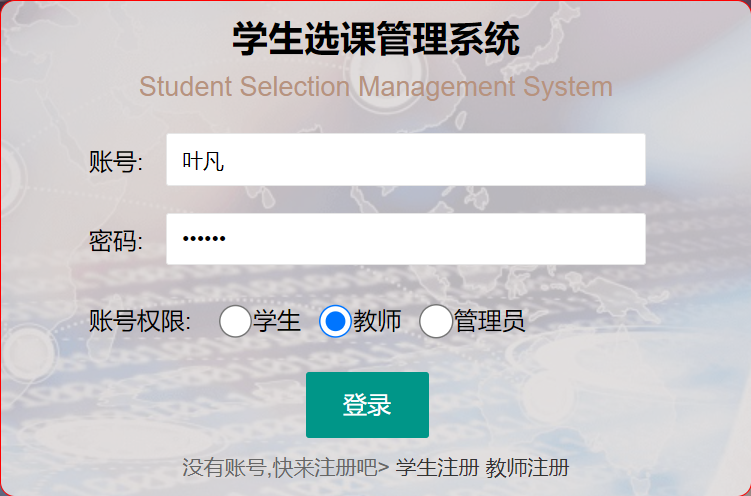 学生选课管理系统
Student Selection Management System
账号: 叶凡
密码: ••••••
账号权限: 学生 教师 管理员
登录
没有账号,快来注册吧> 学生注册 教师注册